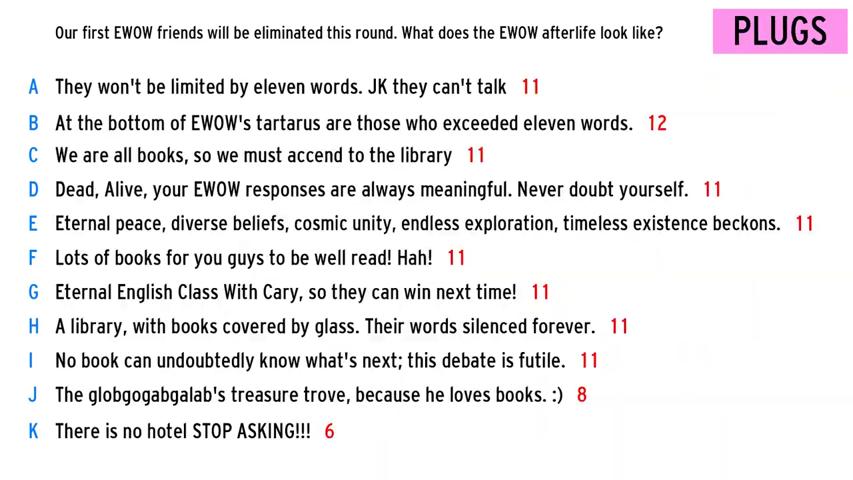 Our first EWOW friends will be eliminated this round. What does the EWOW afterlife look like?
PLUGS
A They won't be limited by eleven words. JK they can't talk 11
B At the bottom of EWOW's tartarus are those who exceeded eleven words. 12
C We are all books, so we must accend to the library 11
D Dead, Alive, your EWOW responses are always meaningful. Never doubt yourself. 11
E Eternal peace, diverse beliefs, cosmic unity, endless exploration, timeless existence beckons. 11
F Lots of books for you guys to be well read! Hah! 11
G Eternal English Class With Cary, so they can win next time! 11
H A library, with books covered by glass. Their words silenced forever. 11
I No book can undoubtedly know what's next; this debate is futile. 11
J The globgogabgalab's treasure trove, because he loves books. :) 8
K There is no hotel STOP ASKING!!! 6